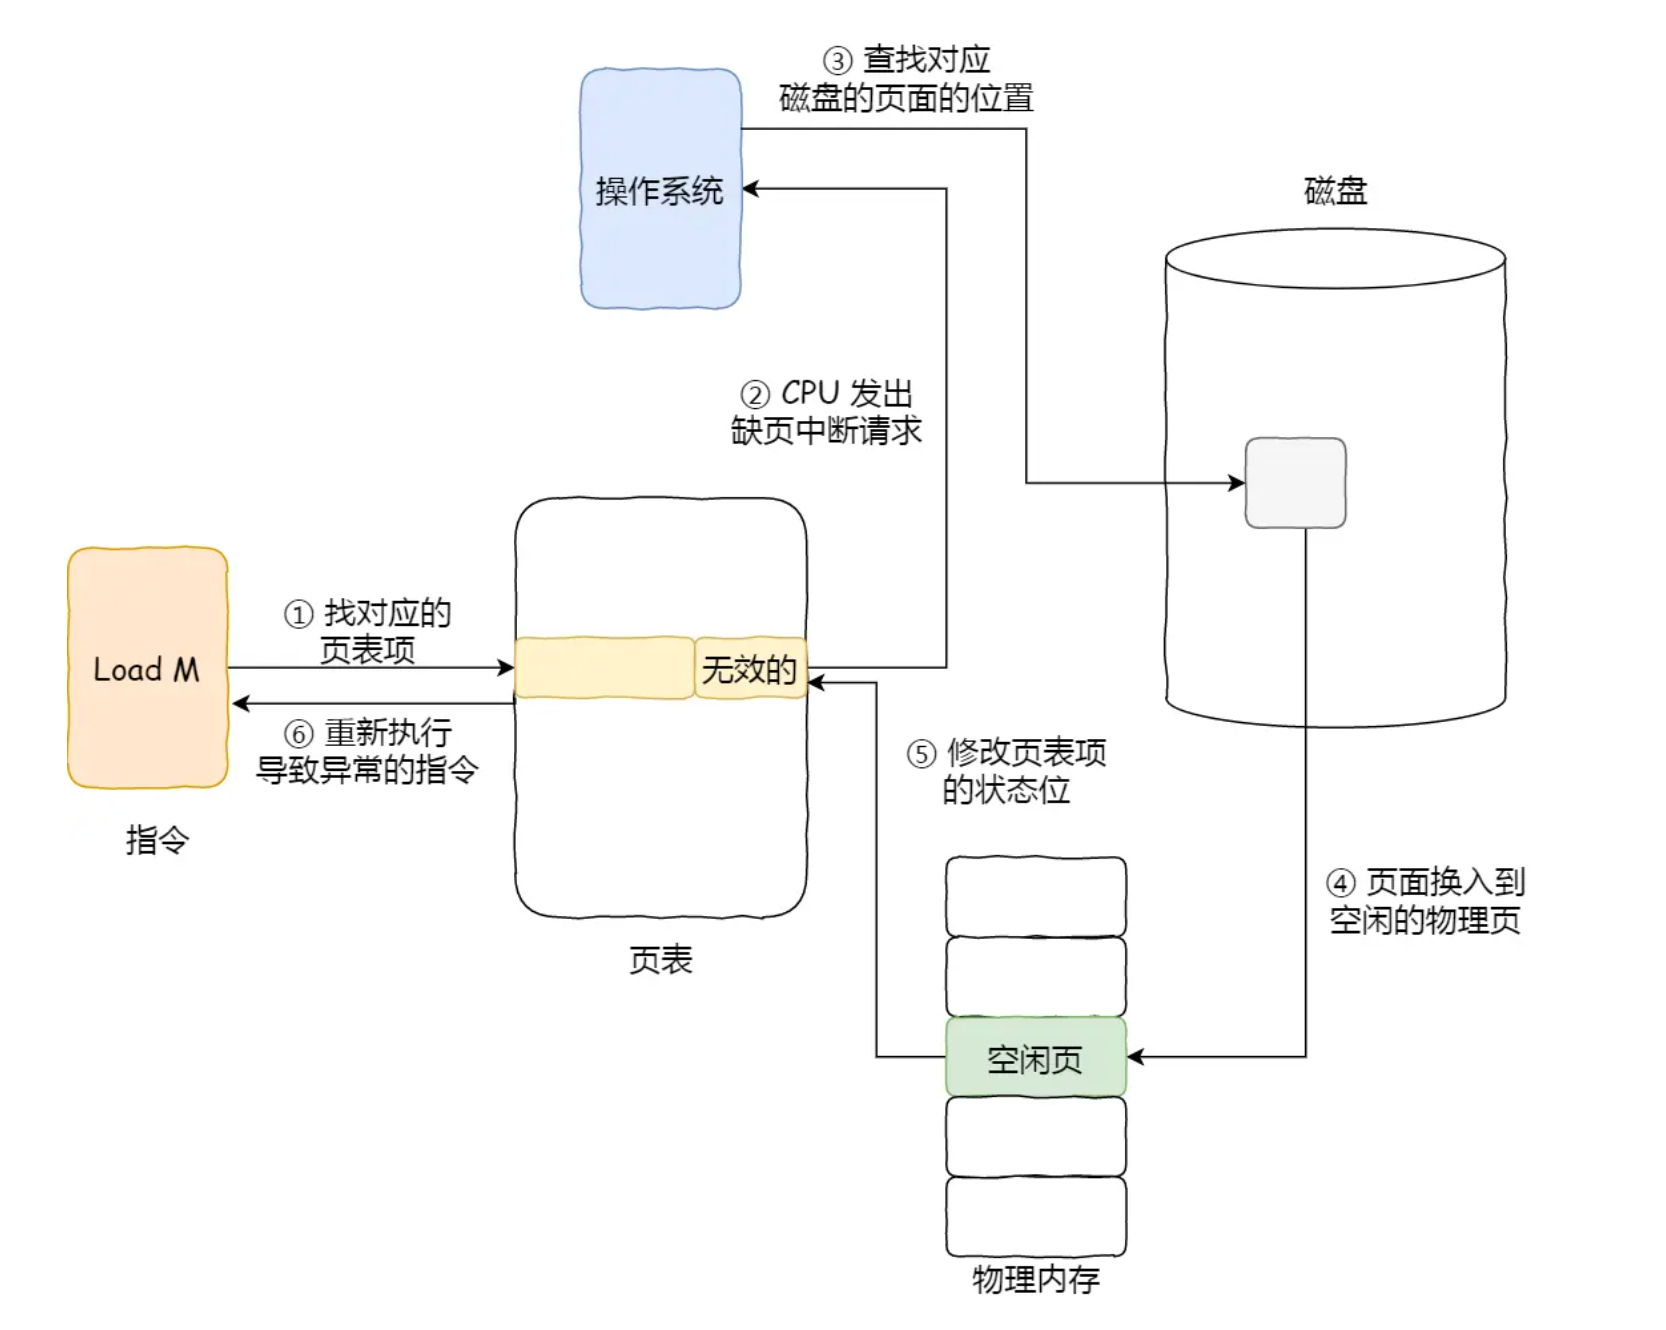 ③ 查找对应
磁盘的页面的位置
操作系统
磁盘
② CPU 发出
缺页中断请求
① 找对应的
页表项
Load M
无效的
⑥ 重新执行
导致异常的指令
指令
⑤ 修改页表项
的状态位
④ 页面换入到
空闲的物理页
页表
空闲页
物理内存